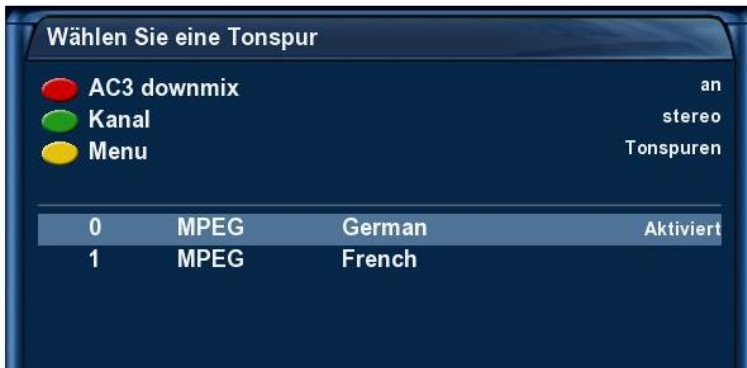 Wählen Sie eine Tonspur
AC3 downmix an
Kanal stereo
Menu Tonspuren
0 MPEG German Aktiviert
1 MPEG French